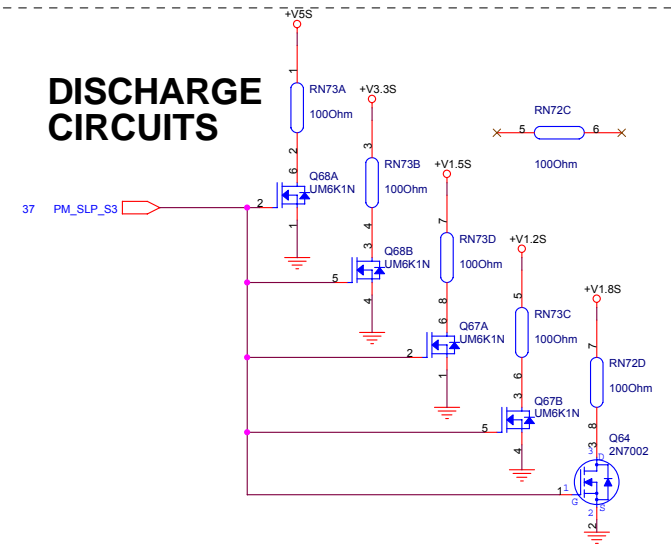 +V5S
DISCHARGE
CIRCUITS
1
RN73A
100Ohm
2
+V3.3S
3
RN73B
100Ohm
4
RN72C
5
6
100Ohm
6
Q68A
UM6K1N
2
1
37 PM_SLP_S3
+V1.5S
7
RN73D
100Ohm
8
3
Q68B
UM6K1N
5
4
+V1.2S
5
RN73C
100Ohm
6
6
Q67A
UM6K1N
2
1
+V1.8S
7
RN72D
100Ohm
8
3
Q67B
UM6K1N
5
4
Q64
2N7002
3
3
D
1
1
G
S
2
2